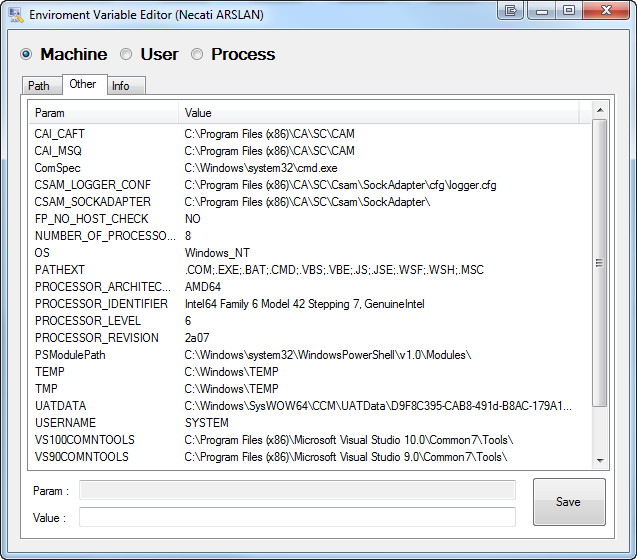 Enviroment Variable Editor (Necati ARSLAN)
Machine User Process
Path Other Info
Param Value
CAI_CAFT C:\Program Files (x86)\CA\SC\CAM
CAI_MSQ C:\Program Files (x86)\CA\SC\CAM
ComSpec C:\Windows\system32\cmd.exe
CSAM_LOGGER_CONF C:\Program Files (x86)\CA\SC\Csam\SockAdapter\cfg\logger.cfg
CSAM_SOCKADAPTER C:\Program Files (x86)\CA\SC\Csam\SockAdapter\
FP_NO_HOST_CHECK NO
NUMBER_OF_PROCESSO... 8
OS Windows_NT
PATHEXT .COM;.EXE;.BAT;.CMD;.VBS;.VBE;.JS;.JSE;.WSF;.WSH;.MSC
PROCESSOR_ARCHITEC... AMD64
PROCESSOR_IDENTIFIER Intel64 Family 6 Model 42 Stepping 7, GenuineIntel
PROCESSOR_LEVEL 6
PROCESSOR_REVISION 2a07
PSModulePath C:\Windows\system32\WindowsPowerShell\v1.0\Modules\
TEMP C:\Windows\TEMP
TMP C:\Windows\TEMP
UATDATA C:\Windows\SysWOW64\CCM\UATData\D9F8C395-CAB8-491d-B8AC-179A1...
USERNAME SYSTEM
VS100COMNTOOLS C:\Program Files (x86)\Microsoft Visual Studio 10.0\Common7\Tools\
VS90COMNTOOLS C:\Program Files (x86)\Microsoft Visual Studio 9.0\Common7\Tools\
Param :
Value :
Save